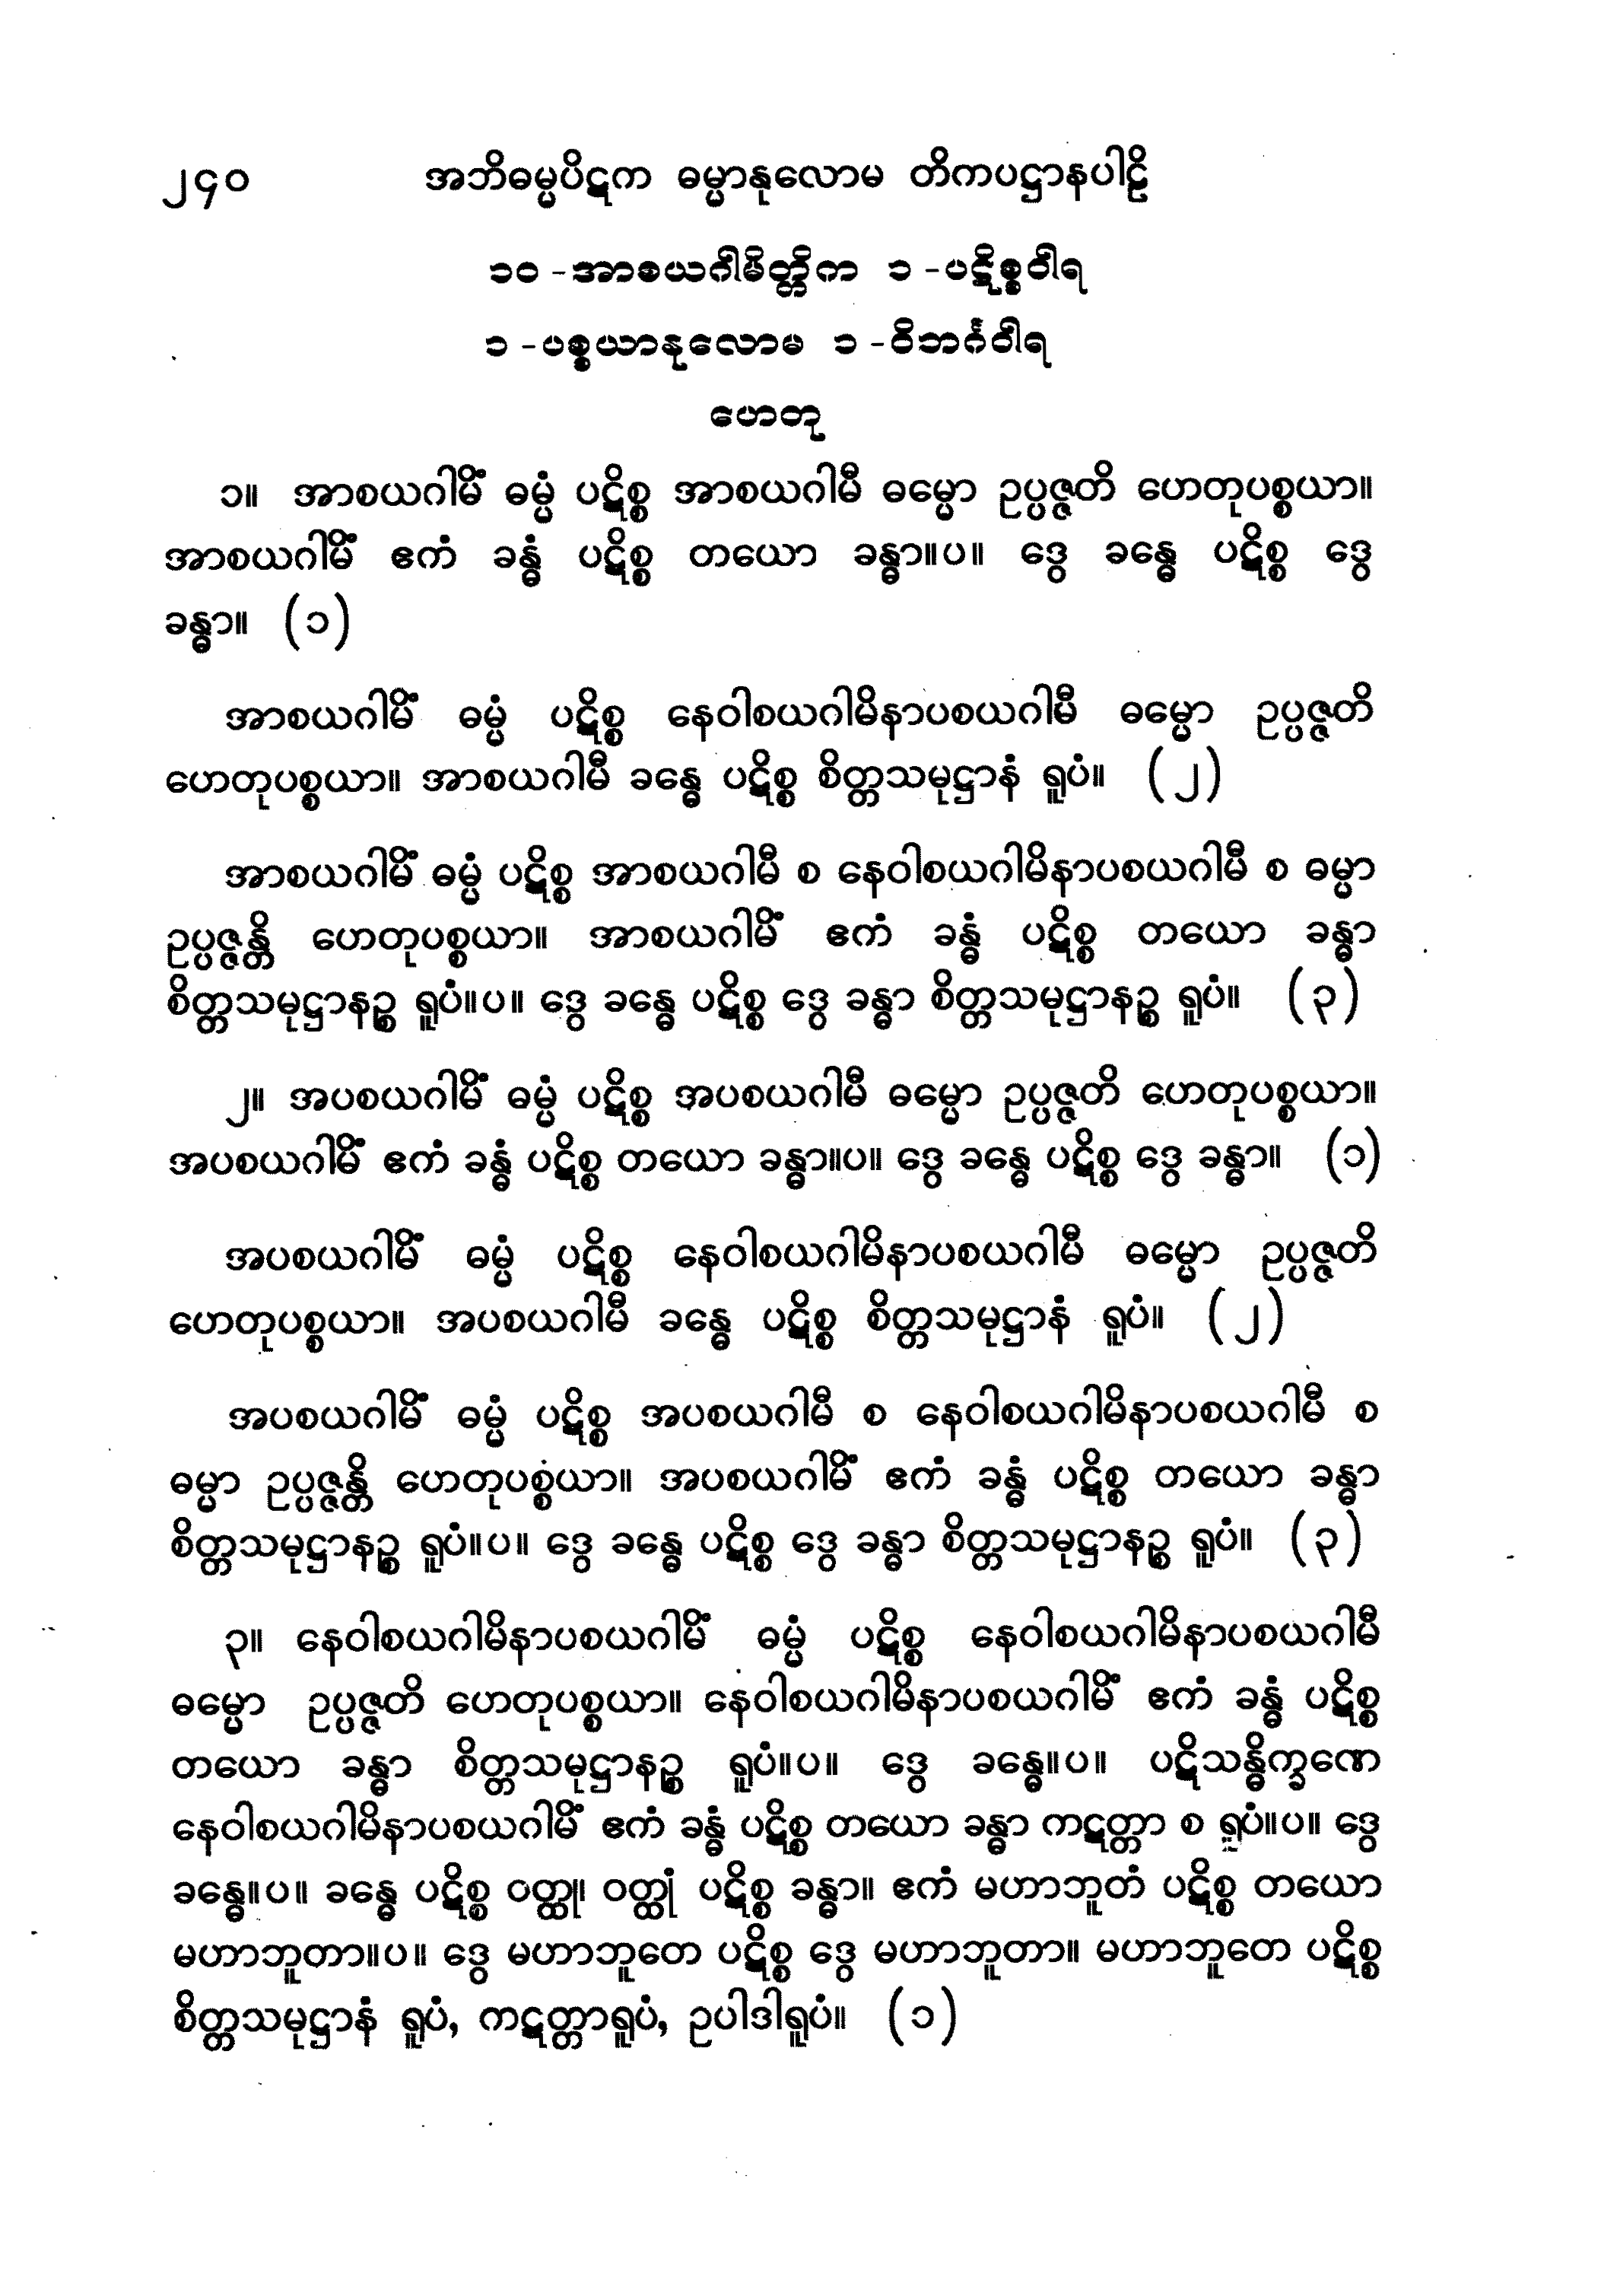 ၂၄၀ အဘိဓမ္မပိဋက ဓမ္မာနုလောမ တိကပဋ္ဌာနပါဠိ
၁၀ -အာစယဂါမိတ္တိက ၁ -ပဋိစ္စဝါရ
၁ -ပစ္စယာနုလောမ ၁ -ဝိဘင်္ဂဝါရ
ဟေတု
၁။ အာစယဂါမိံ ဓမ္မံ ပဋိစ္စ အာစယဂါမီ ဓမ္မော ဥပ္ပဇ္ဇတိ ဟေတုပစ္စယာ။
အာစယဂါမိံ ဧကံ ခန္ဓံ ပဋိစ္စ တယော ခန္ဓာ။ပ။ ဒွေ ခန္ဓေ ပဋိစ္စ ဒွေ
ခန္ဓာ။ (၁)
အာစယဂါမိံ ဓမ္မံ ပဋိစ္စ နေဝါစယဂါမိနာပစယဂါမီ ဓမ္မော ဥပ္ပဇ္ဇတိ
ဟေတုပစ္စယာ။ အာစယဂါမီ ခန္ဓေ ပဋိစ္စ စိတ္တသမုဋ္ဌာနံ ရူပံ။ (၂)
အာစယဂါမိံ ဓမ္မံ ပဋိစ္စ အာစယဂါမီ စ နေဝါစယဂါမိနာပစယဂါမီ စ ဓမ္မာ
ဥပ္ပဇ္ဇန္တိ ဟေတုပစ္စယာ။ အာစယဂါမိံ ဧကံ ခန္ဓံ ပဋိစ္စ တယော ခန္ဓာ
စိတ္တသမုဋ္ဌာနဉ္စ ရူပံ။ပ။ ဒွေ ခန္ဓေ ပဋိစ္စ ဒွေ ခန္ဓာ စိတ္တသမုဋ္ဌာနဉ္စ ရူပံ။ (၃)
၂။ အပစယဂါမိံ ဓမ္မံ ပဋိစ္စ အပစယဂါမီ ဓမ္မော ဥပ္ပဇ္ဇတိ ဟေတုပစ္စယာ။
အပစယဂါမိံ ဧကံ ခန္ဓံ ပဋိစ္စ တယော ခန္ဓာ။ပ။ ဒွေ ခန္ဓေ ပဋိစ္စ ဒွေ ခန္ဓာ။ (၁)
အပစယဂါမိံ ဓမ္မံ ပဋိစ္စ နေဝါစယဂါမိနာပစယဂါမီ ဓမ္မော ဥပ္ပဇ္ဇတိ
ဟေတုပစ္စယာ။ အပစယဂါမီ ခန္ဓေ ပဋိစ္စ စိတ္တသမုဋ္ဌာနံ ရူပံ။ (၂)
အပစယဂါမိံ ဓမ္မံ ပဋိစ္စ အပစယဂါမီ စ နေဝါစယဂါမိနာပစယဂါမီ စ
ဓမ္မာ ဥပ္ပဇ္ဇန္တိ ဟေတုပစ္စယာ။ အပစယဂါမိံ ဧကံ ခန္ဓံ ပဋိစ္စ တယော ခန္ဓာ
စိတ္တသမုဋ္ဌာနဉ္စ ရူပံ။ပ။ ဒွေ ခန္ဓေ ပဋိစ္စ ဒွေ ခန္ဓာ စိတ္တသမုဋ္ဌာနဉ္စ ရူပံ။ (၃)
၃။ နေဝါစယဂါမိနာပစယဂါမိံ ဓမ္မံ ပဋိစ္စ နေဝါစယဂါမိနာပစယဂါမီ
ဓမ္မော ဥပ္ပဇ္ဇတိ ဟေတုပစ္စယာ။ နေဝါစယဂါမိနာပစယဂါမိံ ဧကံ ခန္ဓံ ပဋိစ္စ
တယော ခန္ဓာ စိတ္တသမုဋ္ဌာနဉ္စ ရူပံ။ပ။ ဒွေ ခန္ဓေ။ပ။ ပဋိသန္ဓိက္ခဏေ
နေဝါစယဂါမိနာပစယဂါမိံ ဧကံ ခန္ဓံ ပဋိစ္စ တယော ခန္ဓာ ကဋတ္တာ စ ရူပံ။ပ။ ဒွေ
ခန္ဓေ။ပ။ ခန္ဓေ ပဋိစ္စ ဝတ္ထု၊ ဝတ္ထုံ ပဋိစ္စ ခန္ဓာ။ ဧကံ မဟာဘူတံ ပဋိစ္စ တယော
မဟာဘူတာ။ပ။ ဒွေ မဟာဘူတေ ပဋိစ္စ ဒွေ မဟာဘူတာ။ မဟာဘူတေ ပဋိစ္စ
စိတ္တသမုဋ္ဌာနံ ရူပံ, ကဋတ္တာရူပံ, ဥပါဒါရူပံ။ (၁)